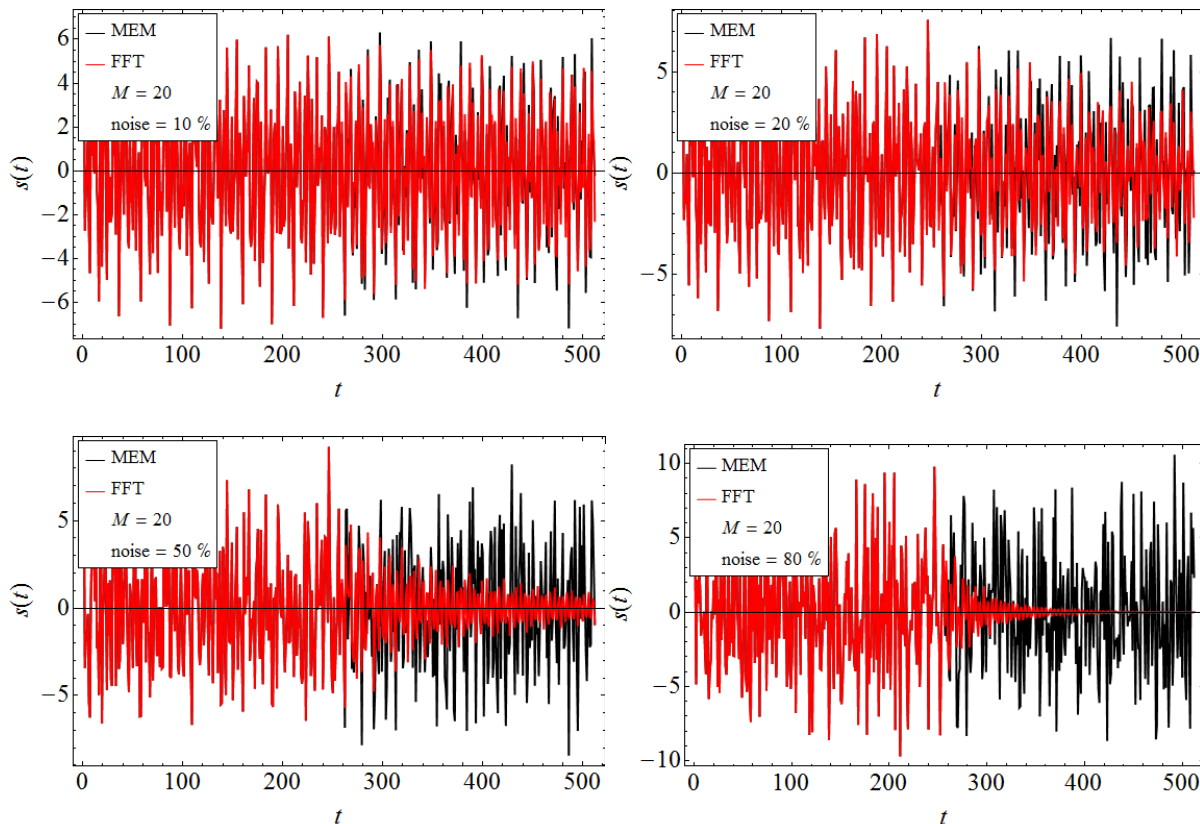 MEM
FFT
M = 20
noise = 10 %
s(t)
6
4
2
0
−2
−4
−6
0 100 200 300 400 500
t
MEM
FFT
M = 20
noise = 20 %
s(t)
5
0
−5
0 100 200 300 400 500
t
MEM
FFT
M = 20
noise = 50 %
s(t)
5
0
−5
0 100 200 300 400 500
t
MEM
FFT
M = 20
noise = 80 %
s(t)
10
5
0
−5
−10
0 100 200 300 400 500
t